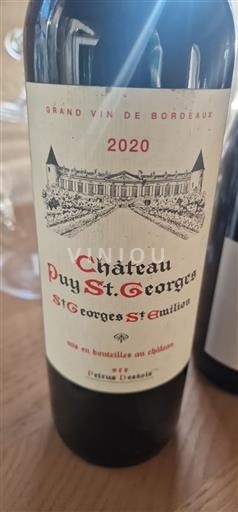 GRAND VIN DE BORDEAUX
2020
VINIOU
Château
Puy St. Georges
St Georges St Emilion
mis en bouteilles au château
Petrus Desbois